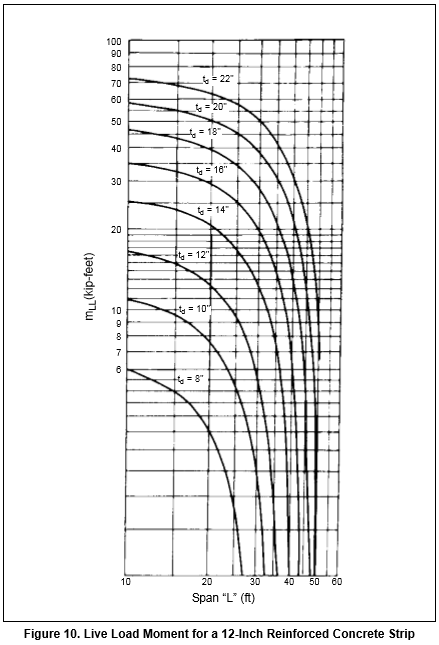 100
90
80
70
60
50
40
30
20
10
9
8
7
6
mLL(kip-feet)
td = 22"
td = 20"
td = 18"
td = 16"
td = 14"
td = 12"
td = 10"
td = 8"
10 20 30 40 50 60
Span "L" (ft)
Figure 10. Live Load Moment for a 12-Inch Reinforced Concrete Strip